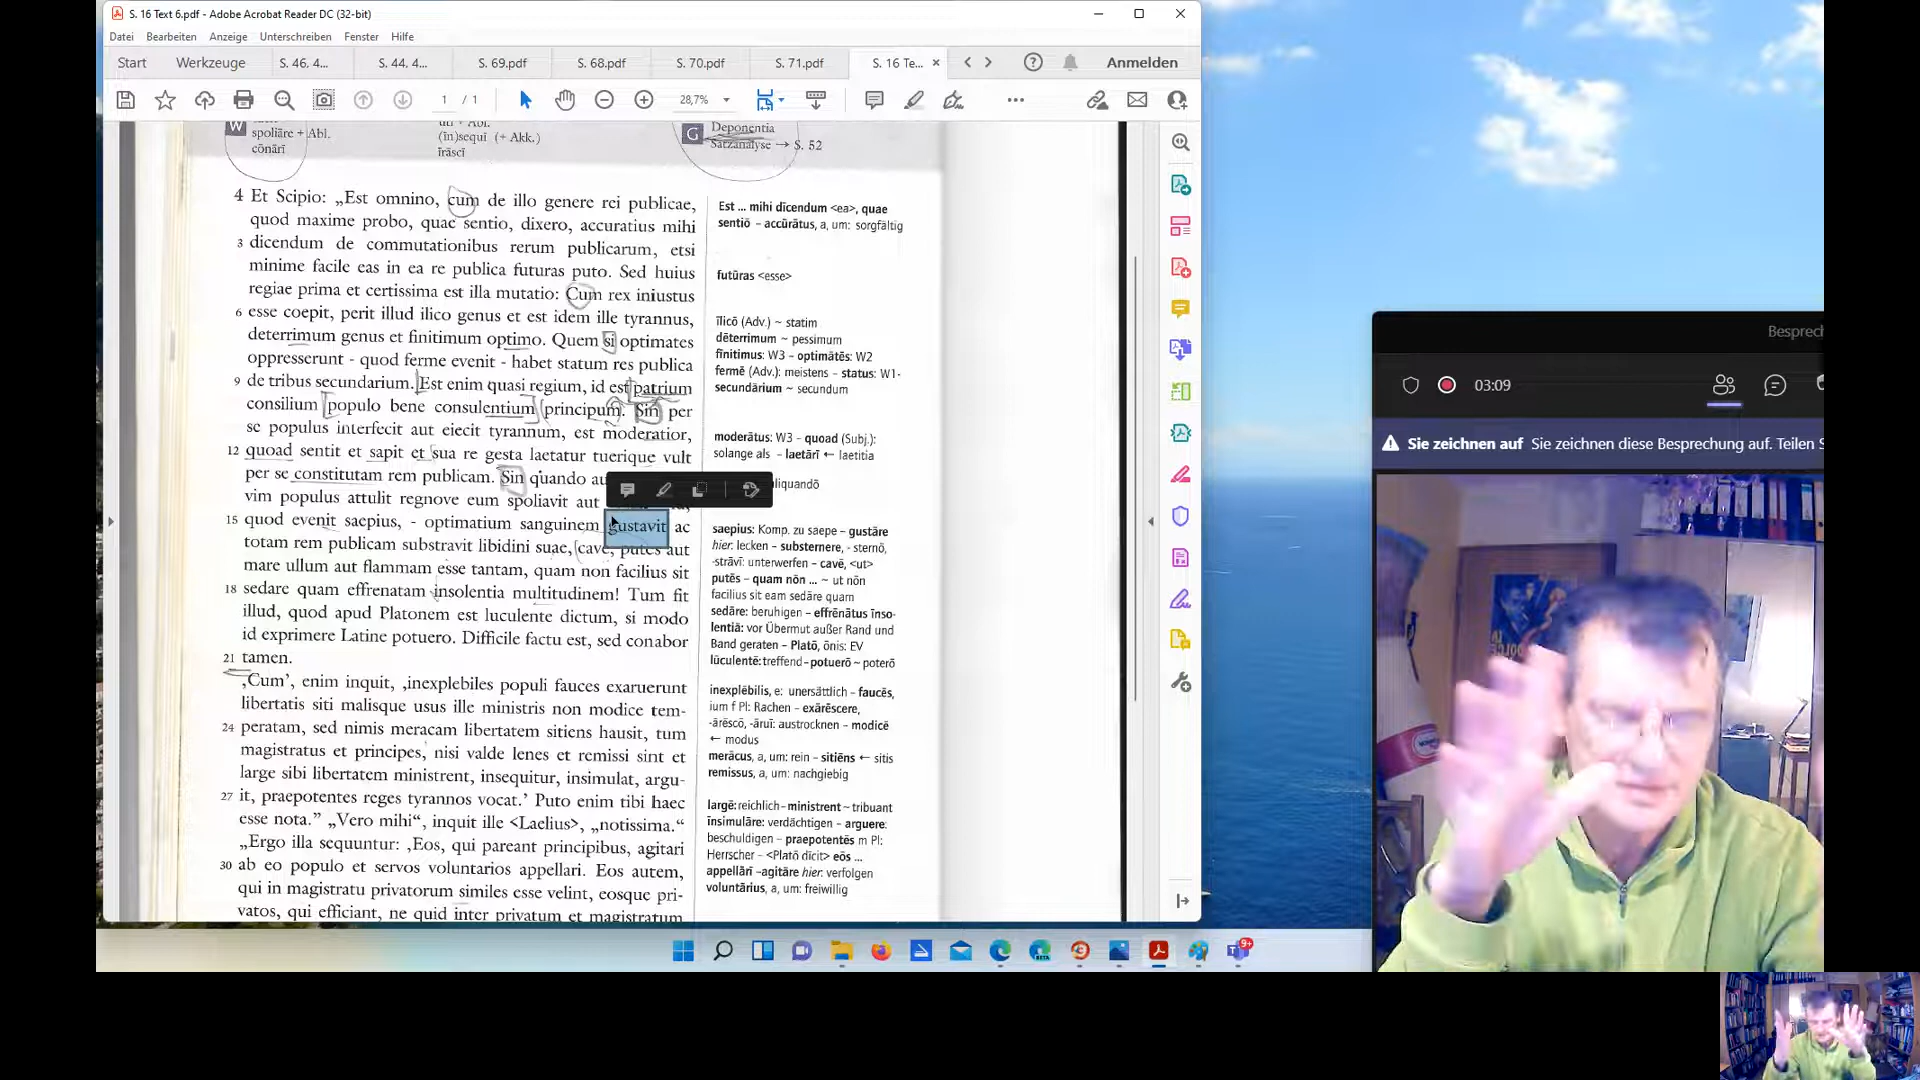 S. 16 Text 6.pdf - Adobe Acrobat Reader DC (32-bit)
Datei Bearbeiten Anzeige Unterschreiben Fenster Hilfe
Start Werkzeuge S. 46, 4... S. 44, 4... S. 69.pdf S. 68.pdf S. 70.pdf S. 71.pdf S. 16 Te... × Anmelden
1 / 1 28,7%
W
spoliāre + Abl.
cōnārī
ūtī + Abl.
(īn)sequī (+ Akk.)
īrāscī
G Deponentia
Satzanalyse → S. 52
4 Et Scipio: „Est omnino, cum de illo genere rei publicae,
quod maxime probo, quae sentio, dixero, accuratius mihi
3 dicendum de commutationibus rerum publicarum, etsi
minime facile eas in ea re publica futuras puto. Sed huius
regiae prima et certissima est illa mutatio: Cum rex iniustus
6 esse coepit, perit illud ilico genus et est idem ille tyrannus,
deterrimum genus et finitimum optimo. Quem si optimates
oppresserunt - quod ferme evenit - habet statum res publica
de tribus secundarium. Est enim quasi regium, id est patrium
9 consilium populo bene consulentium principum. Sin per
se populus interfecit aut eiecit tyrannum, est moderatior,
12 quoad sentit et sapit et sua re gesta laetatur tuerique vult
per se constitutam rem publicam. Sin quando
vim populus attulit regnove eum spoliavit aut
15 quod evenit saepius, - optimatium sanguinem gustavit ac
totam rem publicam substravit libidini suae, cave, putes aut
mare ullum aut flammam esse tantam, quam non facilius sit
18 sedare quam effrenatam insolentia multitudinem! Tum fit
illud, quod apud Platonem est luculente dictum, si modo
id exprimere Latine potuero. Difficile factu est, sed conabor
21 tamen.
‚Cum’, enim inquit, ‚inexplebiles populi fauces exaruerunt
libertatis siti malisque usus ille ministris non modice tem-
24 peratam, sed nimis meracam libertatem sitiens hausit, tum
magistratus et principes, nisi valde lenes et remissi sint et
large sibi libertatem ministrent, insequitur, insimulat, argu-
27 it, praepotentes reges tyrannos vocat.’ Puto enim tibi haec
esse nota.” „Vero mihi“, inquit ille <Laelius>, „notissima.“
„Ergo illa sequuntur: ‚Eos, qui pareant principibus, agitari
30 ab eo populo et servos voluntarios appellari. Eos autem,
qui in magistratu privatorum similes esse velint, eosque pri-
vatos, qui efficiant, ne quid inter privatum et magistratum
Est ... mihi dīcendum <ea>, quae
sentiō – accūrātus, a, um: sorgfältig
futūras <esse>
īlicō (Adv.) ~ statim
dēterrimum ~ pessimum
fīnitimus: W3 – optimātēs: W2
fermē (Adv.): meistens – status: W1-
secundārium ~ secundum
moderātus: W3 – quoad (Subj.):
solange als – laetārī ← laetitia
aliquandō
saepius: Komp. zu saepe – gustāre
hier: lecken – substernere, - sternō,
-strāvī: unterwerfen – cavē, <ut>
putēs – quam nōn ... ~ ut nōn
facilius sit eam sedāre quam
sedāre: beruhigen – effrēnātus īnso-
lentiā: vor Übermut außer Rand und
Band geraten – Platō, ōnis: EV
lūculentē: treffend – potuerō ~ poterō
inexplēbilis, e: unersättlich – faucēs,
ium f Pl: Rachen – exārēscere,
-ārēscō, -āruī: austrocknen – modicē
← modus
merācus, a, um: rein – sitiēns ← sitis
remissus, a, um: nachgiebig
largē: reichlich – ministrent ~ tribuant
īnsimulāre: verdächtigen – arguere:
beschuldigen – praepotentēs m Pl:
Herrscher – <Platō dīcit> eōs ...
appellārī – agitāre hier: verfolgen
voluntārius, a, um: freiwillig
Besprech
03:09
Sie zeichnen auf Sie zeichnen diese Besprechung auf. Teilen S
BETA
9+